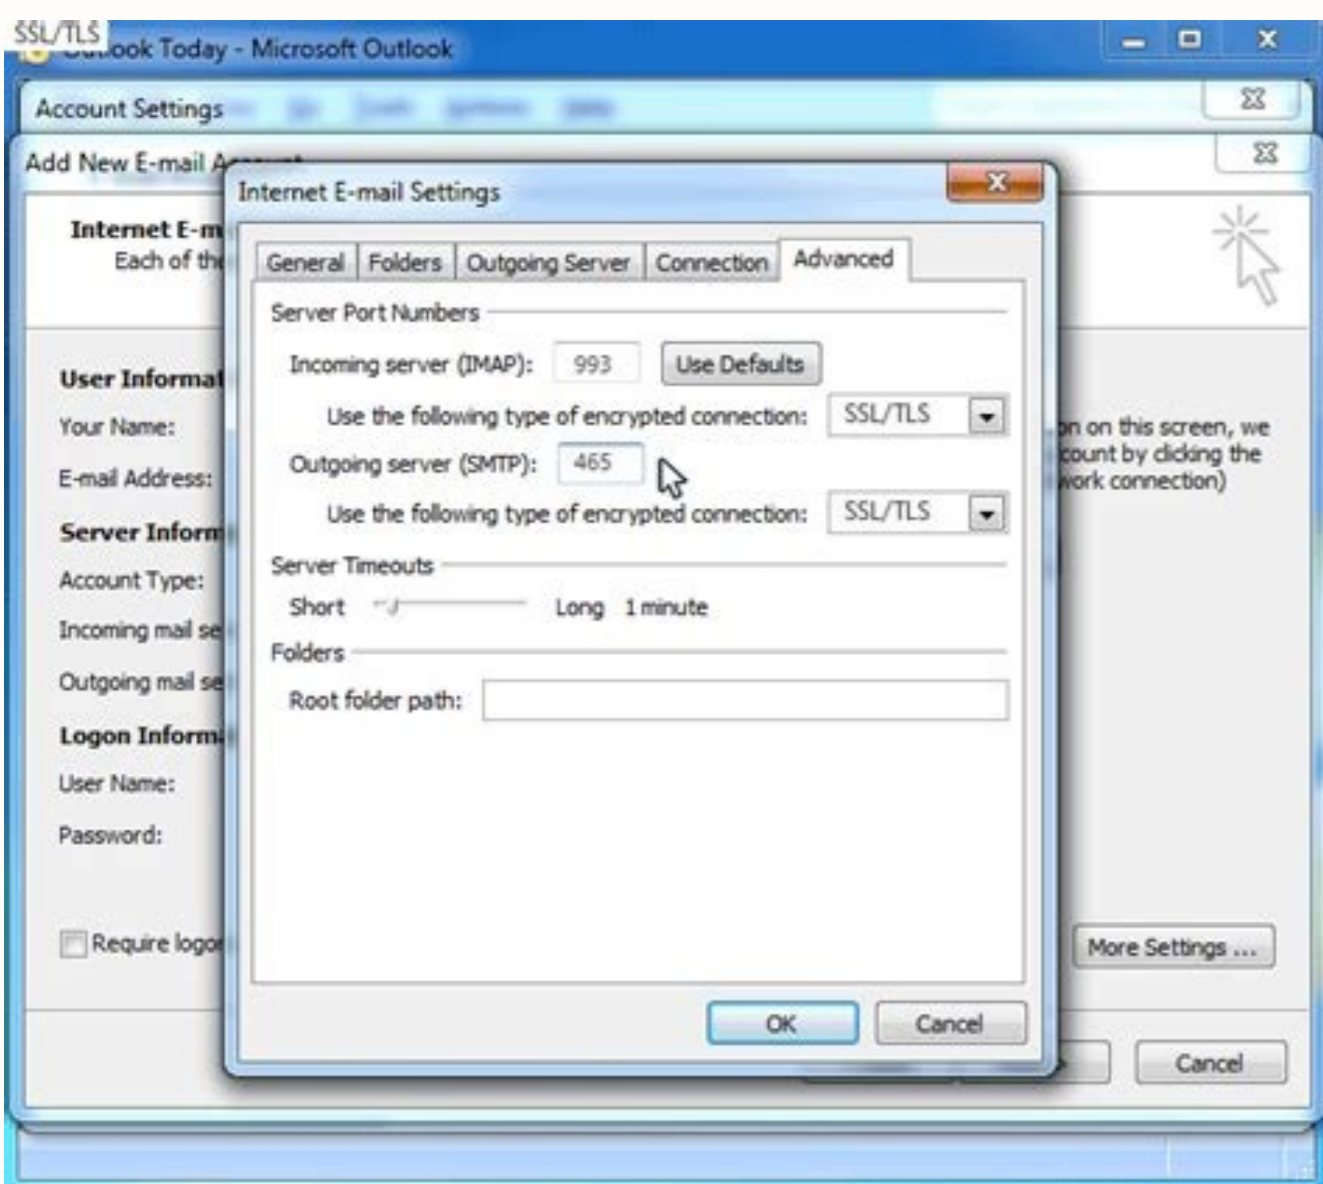 SSL/TLS
Outlook Today - Microsoft Outlook
Account Settings
Add New E-mail Account
Internet E-mail Settings
Internet E-m
Each of the
General Folders Outgoing Server Connection Advanced
Server Port Numbers
Incoming server (IMAP): 993 Use Defaults
Use the following type of encrypted connection: SSL/TLS
Outgoing server (SMTP): 465
Use the following type of encrypted connection: SSL/TLS
Server Timeouts
Short Long 1 minute
Folders
Root folder path:
OK Cancel
User Informat
Your Name:
E-mail Address:
Server Inform
Account Type:
Incoming mail se
Outgoing mail se
Logon Informa
User Name:
Password:
Require logon
on on this screen, we
count by clicking the
work connection)
More Settings ...
Cancel